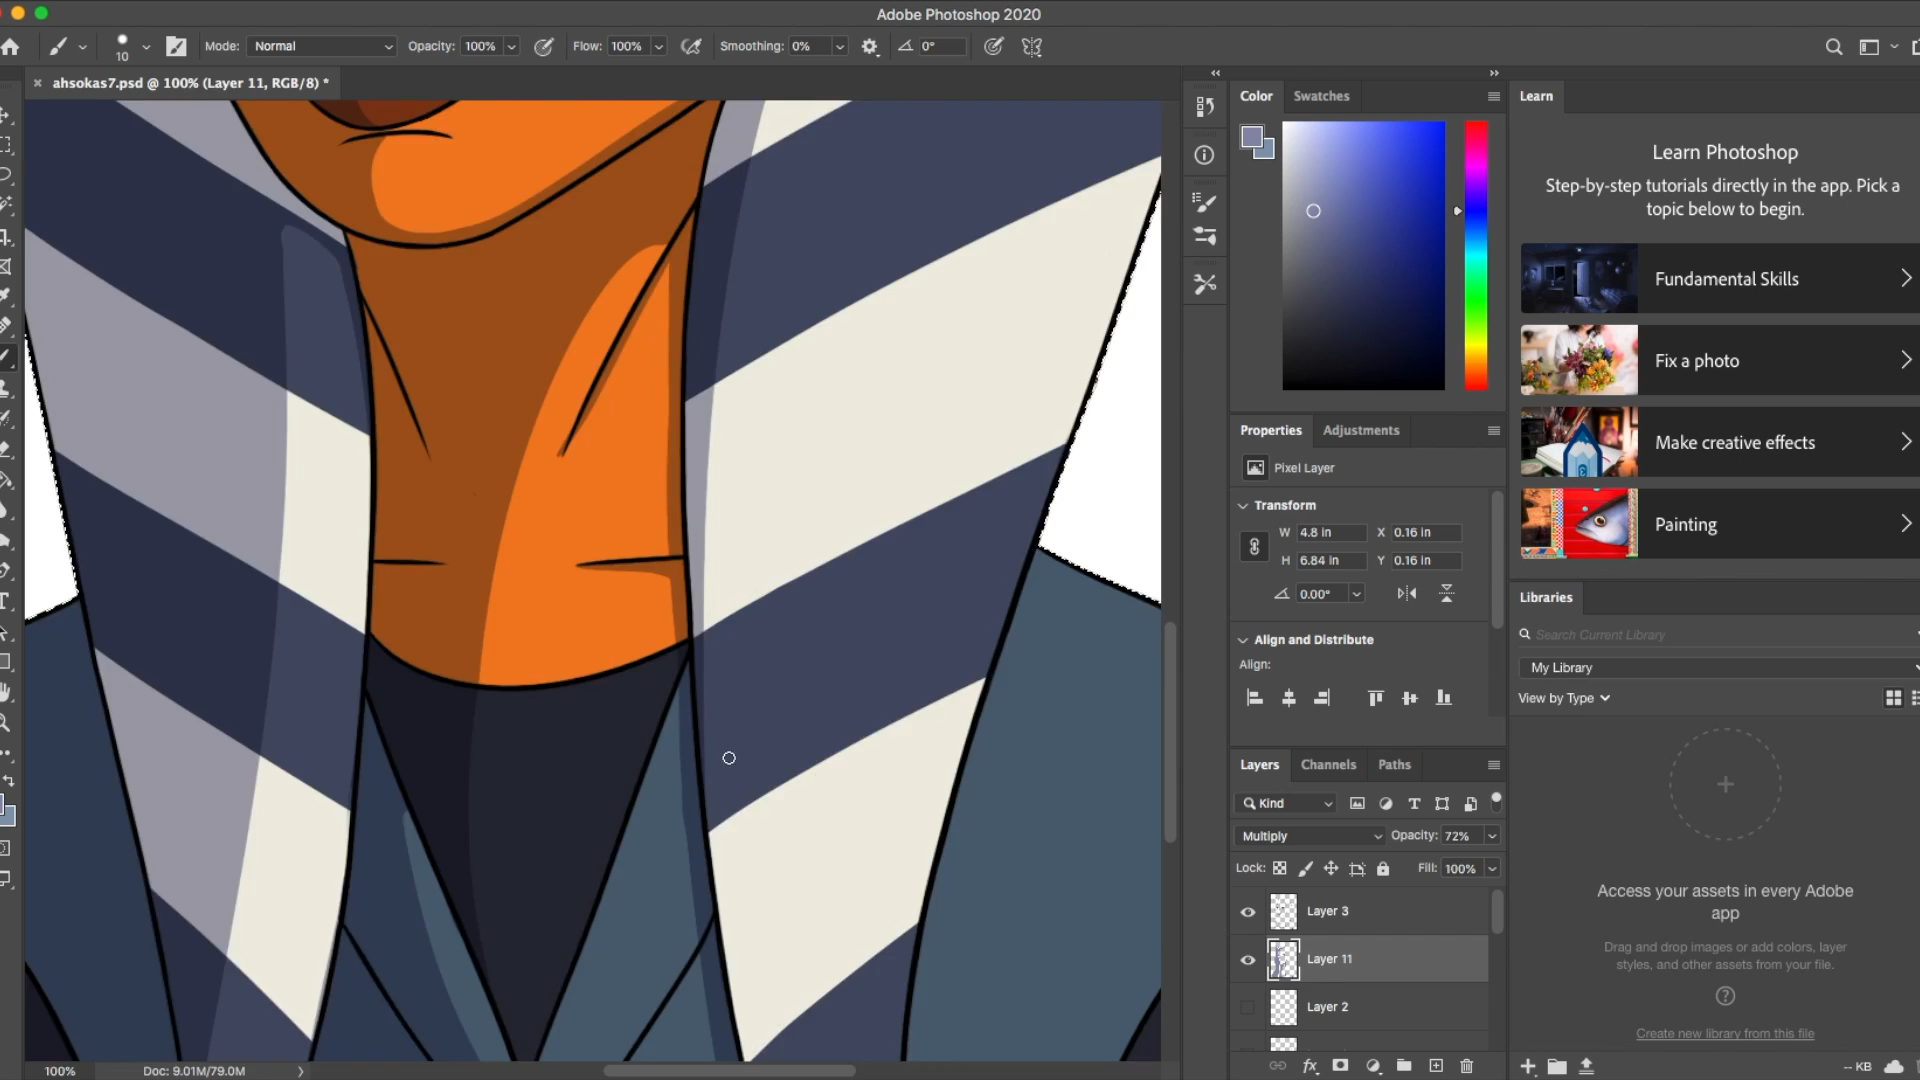 Adobe Photoshop 2020
10
Mode: Normal
Opacity: 100%
Flow: 100%
Smoothing: 0%
0°
ahsokas7.psd @ 100% (Layer 11, RGB/8) *
Color Swatches
Learn
Learn Photoshop
Step-by-step tutorials directly in the app. Pick a
topic below to begin.
Fundamental Skills
Fix a photo
Make creative effects
Painting
Properties Adjustments
Pixel Layer
Transform
W 4.8 in X 0.16 in
H 6.84 in Y 0.16 in
0.00°
Align and Distribute
Align:
Libraries
Search Current Library
My Library
View by Type
Access your assets in every Adobe
app
Drag and drop images or add colors, layer
styles, and other assets from your file.
Create new library from this file
-- KB
Layers Channels Paths
Kind
Multiply Opacity: 72%
Lock: Fill: 100%
Layer 3
Layer 11
Layer 2
fx
100% Doc: 9.01M/79.0M